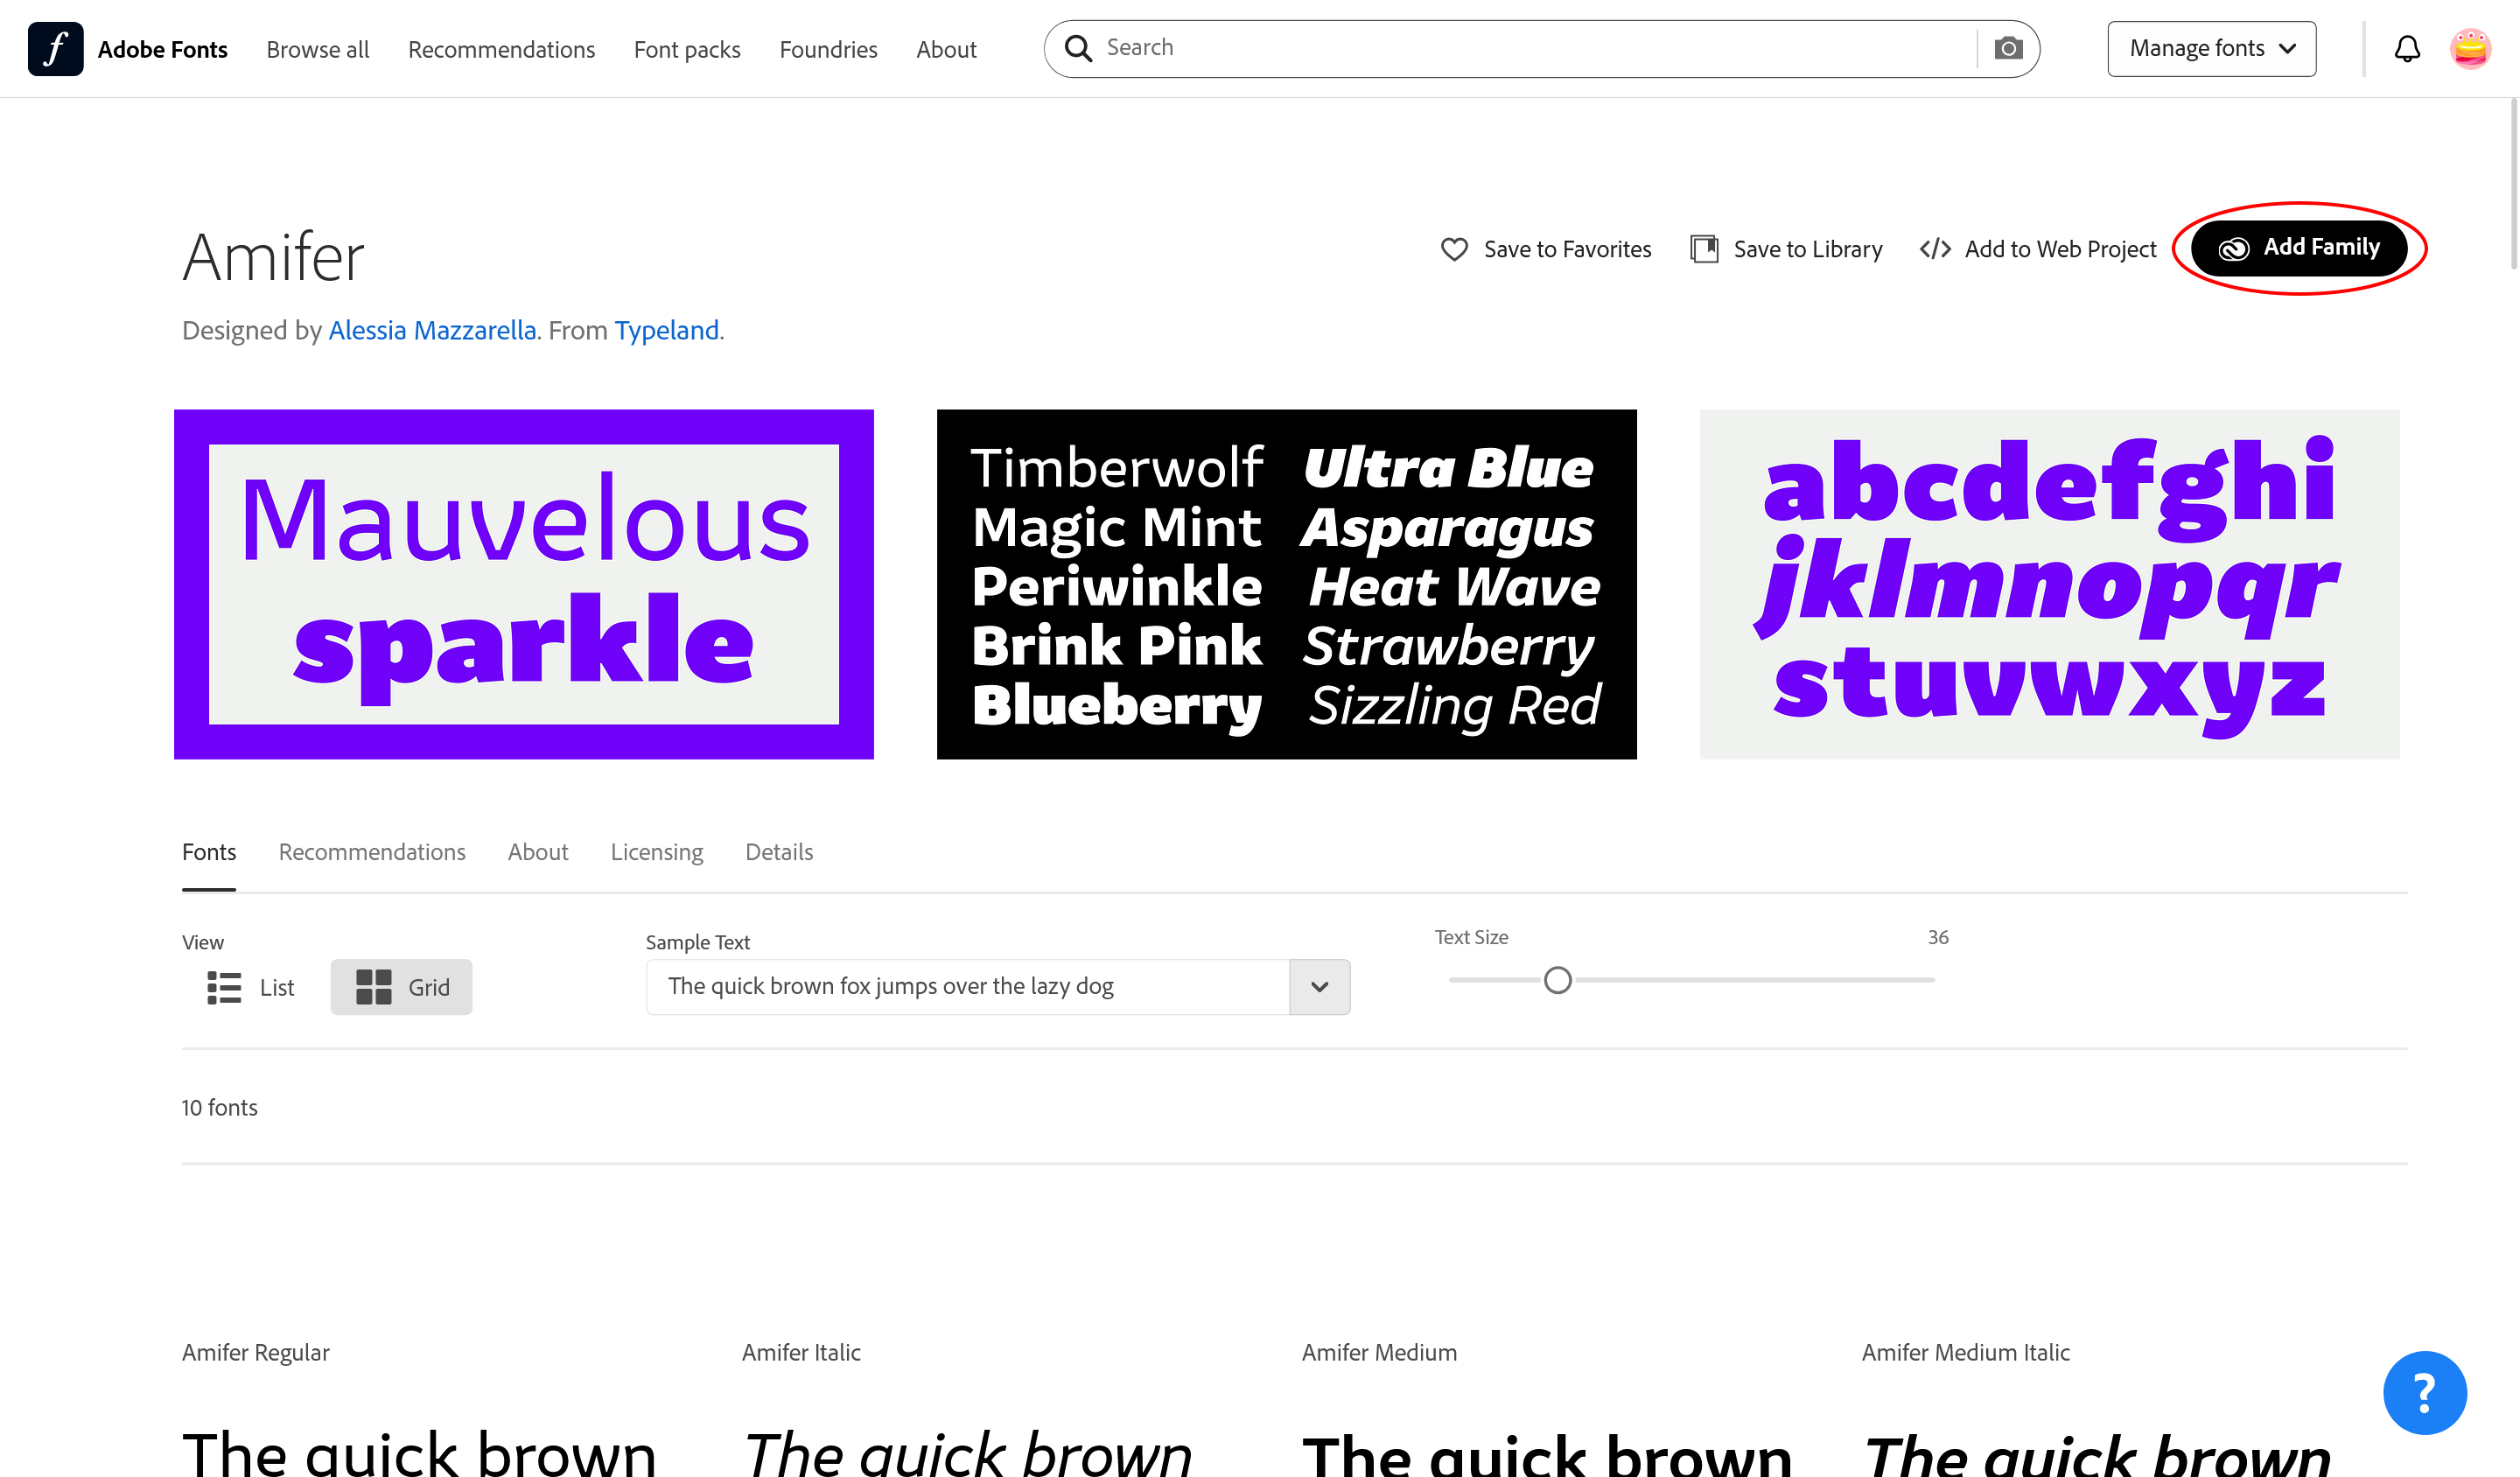 f Adobe Fonts Browse all Recommendations Font packs Foundries About Search Manage fonts
Amifer
Save to Favorites Save to Library </> Add to Web Project Add Family
Designed by Alessia Mazzarella. From Typeland.
Mauvelous
sparkle
Timberwolf Ultra Blue
Magic Mint Asparagus
Periwinkle Heat Wave
Brink Pink Strawberry
Blueberry Sizzling Red
abcdefghi
jklmnopqr
stuvwxyz
Fonts Recommendations About Licensing Details
View
List Grid
Sample Text
The quick brown fox jumps over the lazy dog
Text Size 36
10 fonts
Amifer Regular
Amifer Italic
Amifer Medium
Amifer Medium Italic
The quick brown
The quick brown
The quick brown
The quick brown
?